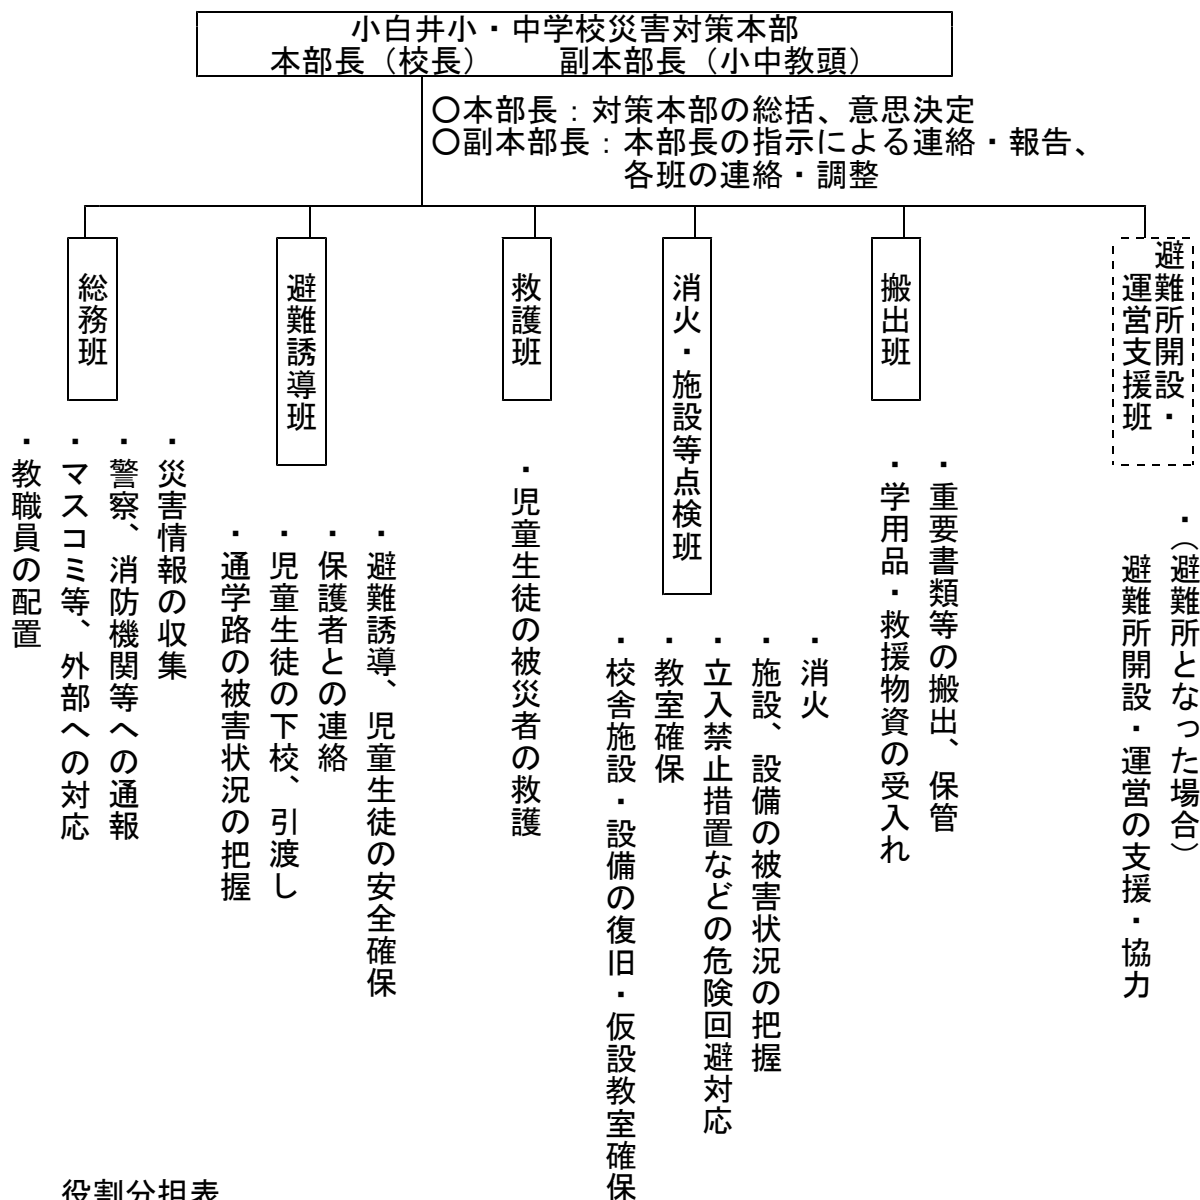 小白井小・中学校災害対策本部
本部長（校長）　　副本部長（小中教頭）
〇本部長：対策本部の総括、意思決定
〇副本部長：本部長の指示による連絡・報告、
各班の連絡・調整
総務班
・災害情報の収集
・警察、消防機関等への通報
・マスコミ等、外部への対応
・教職員の配置
避難誘導班
・避難誘導、児童生徒の安全確保
・保護者との連絡
・児童生徒の下校、引渡し
・通学路の被害状況の把握
救護班
・児童生徒の被災者の救護
消火・施設等点検班
・消火
・施設、設備の被害状況の把握
・立入禁止措置などの危険回避対応
・教室確保
・校舎施設・設備の復旧・仮設教室確保
搬出班
・重要書類等の搬出、保管
・学用品・救援物資の受入れ
避難所開設・
運営支援班
・（避難所となった場合）
避難所開設・運営の支援・協力
役割分担表